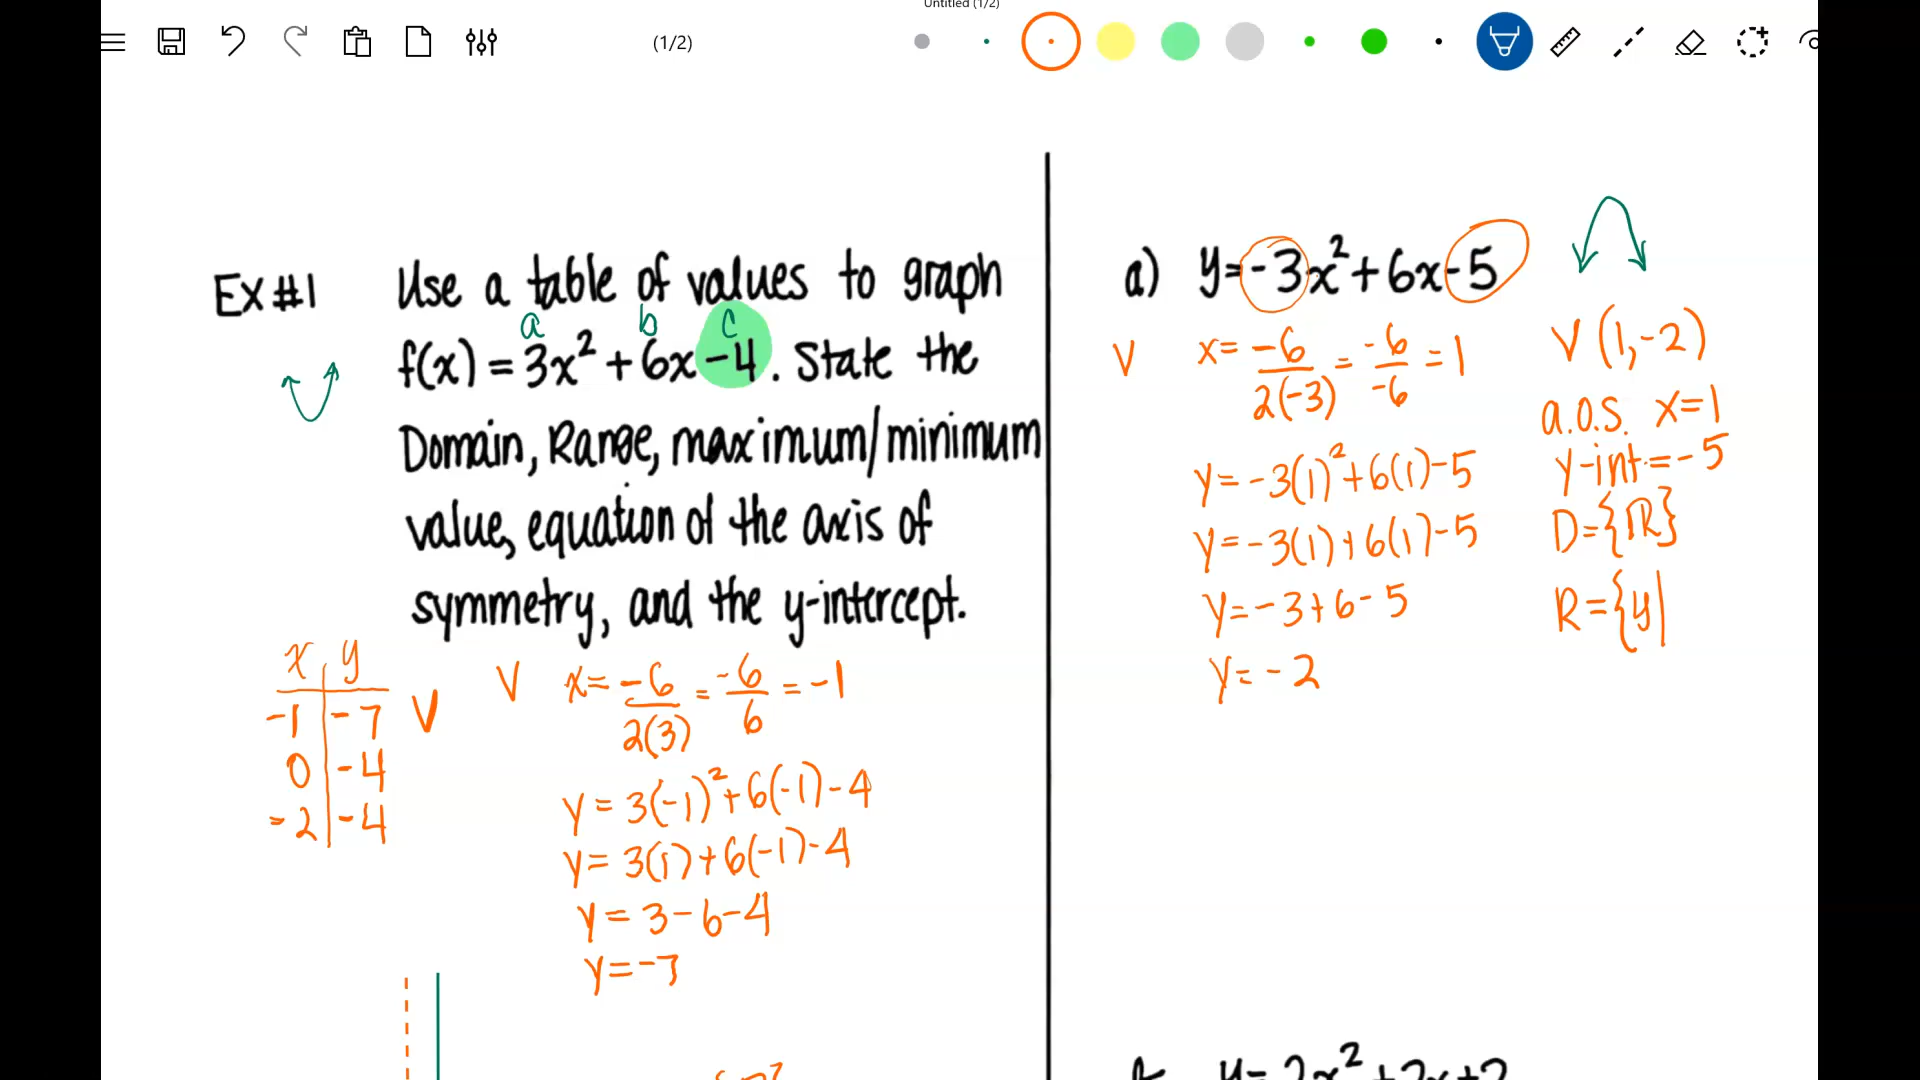 Untitled (1/2)
(1/2)
Ex #1 Use a table of values to graph
a b c
f(x) = 3x² + 6x - 4. State the
Domain, Range, maximum/minimum
value, equation of the axis of
symmetry, and the y-intercept.
x y
-1 -7 V
0 -4
-2 -4
V x = -6/2(3) = -6/6 = -1
y = 3(-1)² + 6(-1) - 4
y = 3(1) + 6(-1) - 4
y = 3 - 6 - 4
y = -7
a) y = -3x² + 6x - 5
V x = -6/2(-3) = -6/-6 = 1
y = -3(1)² + 6(1) - 5
y = -3(1) + 6(1) - 5
y = -3 + 6 - 5
y = -2
V (1, -2)
a.o.s. x = 1
y-int = -5
D = {ℝ}
R = {y|